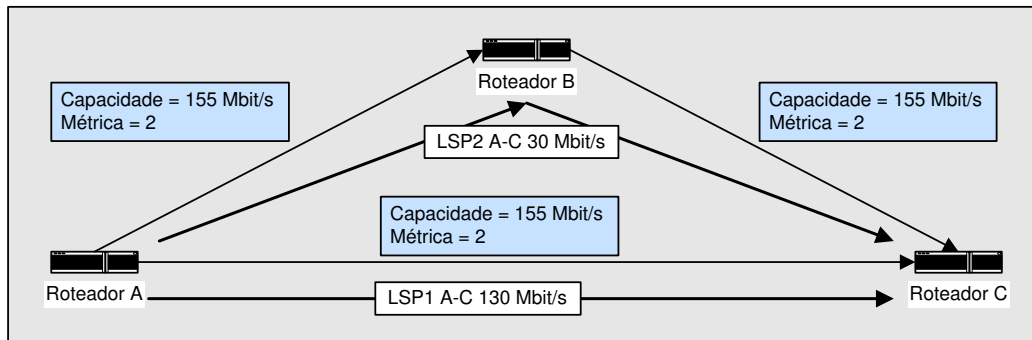 Roteador B
Capacidade = 155 Mbit/s
Métrica = 2
Capacidade = 155 Mbit/s
Métrica = 2
LSP2 A-C 30 Mbit/s
Capacidade = 155 Mbit/s
Métrica = 2
Roteador A
LSP1 A-C 130 Mbit/s
Roteador C